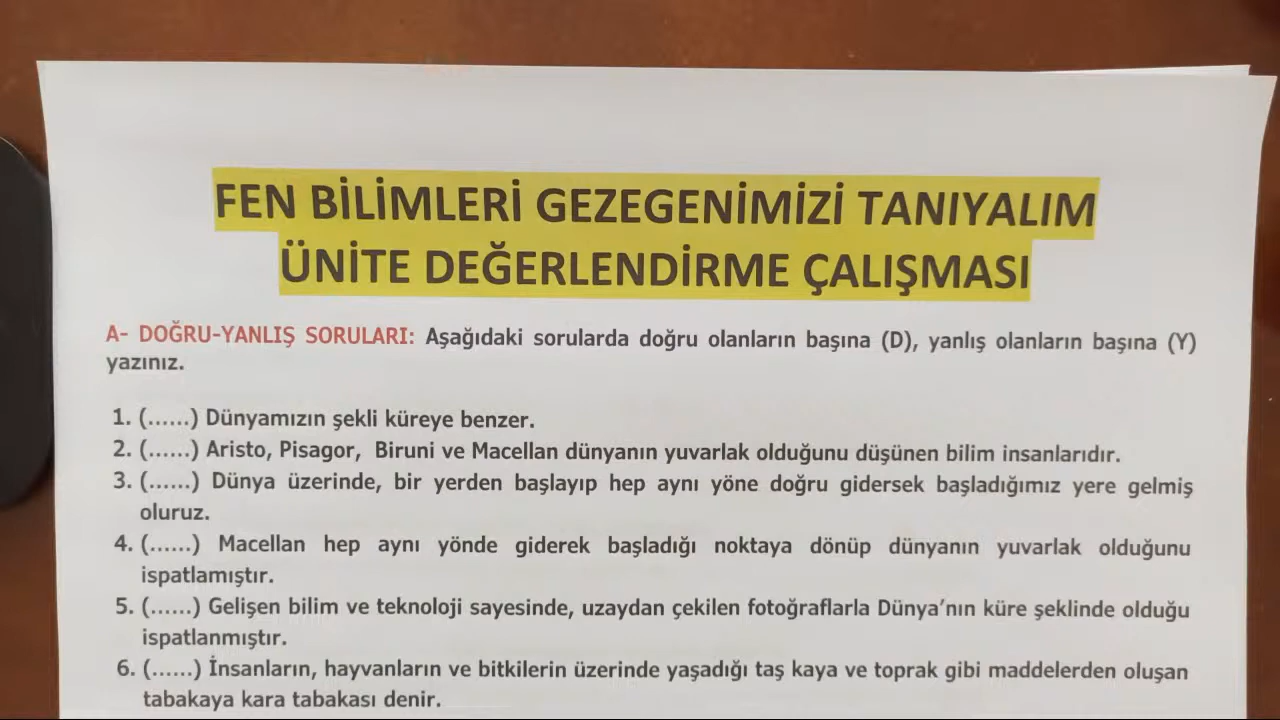 FEN BİLİMLERİ GEZEGENİMİZİ TANIYALIM
ÜNİTE DEĞERLENDİRME ÇALIŞMASI
A- DOĞRU-YANLIŞ SORULARI: Aşağıdaki sorularda doğru olanların başına (D), yanlış olanların başına (Y)
yazınız.
1. (......) Dünyamızın şekli küreye benzer.
2. (......) Aristo, Pisagor, Biruni ve Macellan dünyanın yuvarlak olduğunu düşünen bilim insanlarıdır.
3. (......) Dünya üzerinde, bir yerden başlayıp hep aynı yöne doğru gidersek başladığımız yere gelmiş
oluruz.
4. (......) Macellan hep aynı yönde giderek başladığı noktaya dönüp dünyanın yuvarlak olduğunu
ispatlamıştır.
5. (......) Gelişen bilim ve teknoloji sayesinde, uzaydan çekilen fotoğraflarla Dünya'nın küre şeklinde olduğu
ispatlanmıştır.
6. (......) İnsanların, hayvanların ve bitkilerin üzerinde yaşadığı taş kaya ve toprak gibi maddelerden oluşan
tabakaya kara tabakası denir.